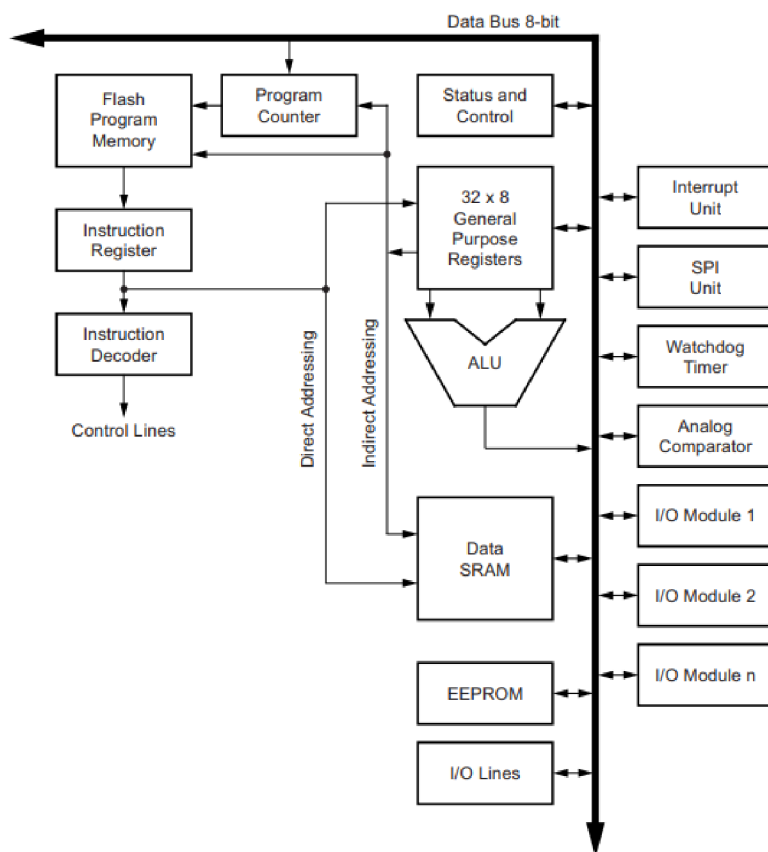 Data Bus 8-bit
Flash
Program
Memory
Program
Counter
Status and
Control
Instruction
Register
32 x 8
General
Purpose
Registers
Interrupt
Unit
SPI
Unit
Instruction
Decoder
ALU
Watchdog
Timer
Control Lines
Direct Addressing
Indirect Addressing
Analog
Comparator
I/O Module 1
Data
SRAM
I/O Module 2
I/O Module n
EEPROM
I/O Lines